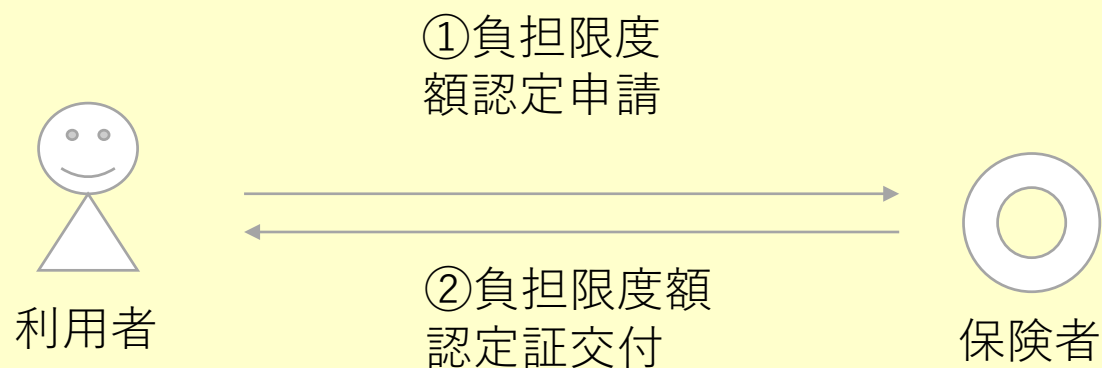 ①負担限度
額認定申請
利用者
②負担限度額
認定証交付
保険者